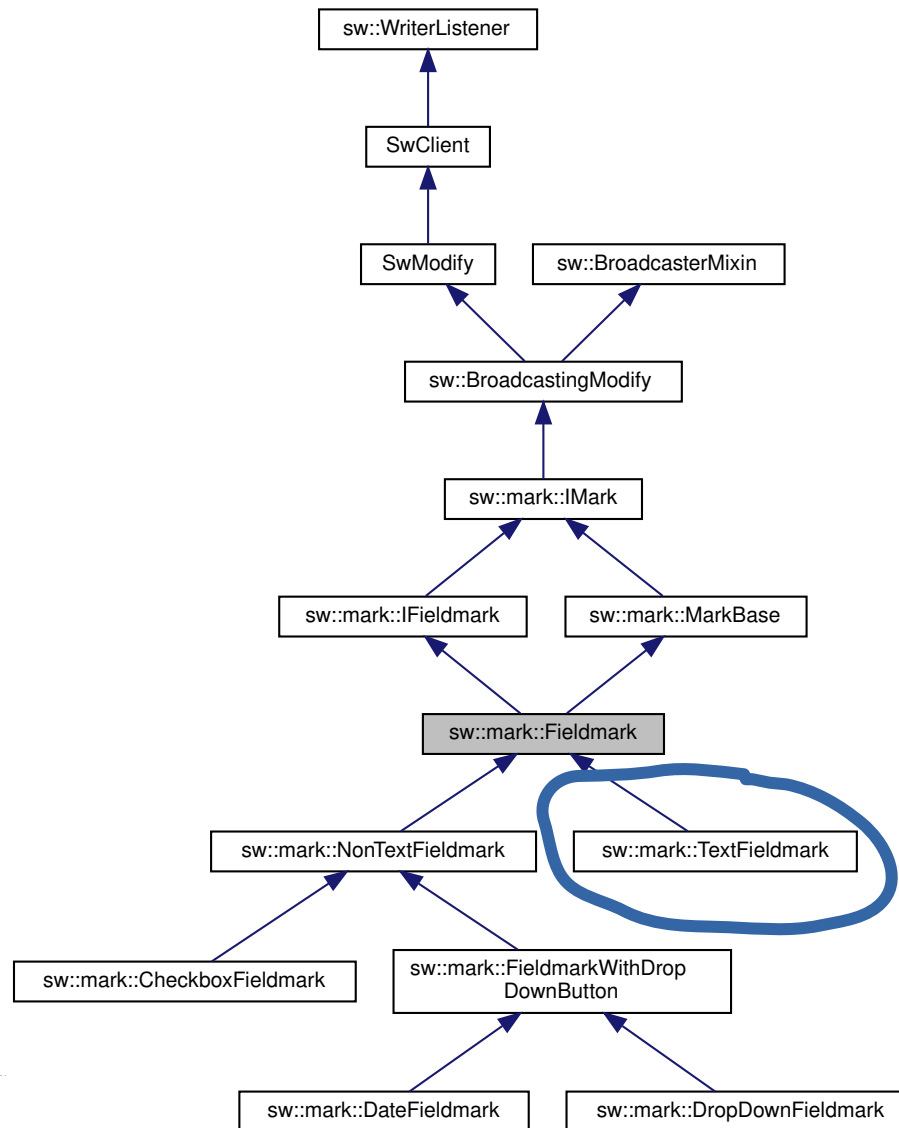 sw::WriterListener
SwClient
SwModify
sw::BroadcasterMixin
sw::BroadcastingModify
sw::mark::IMark
sw::mark::IFieldmark
sw::mark::MarkBase
sw::mark::Fieldmark
sw::mark::NonTextFieldmark
sw::mark::TextFieldmark
sw::mark::CheckboxFieldmark
sw::mark::FieldmarkWithDrop
DownButton
sw::mark::DateFieldmark
sw::mark::DropDownFieldmark